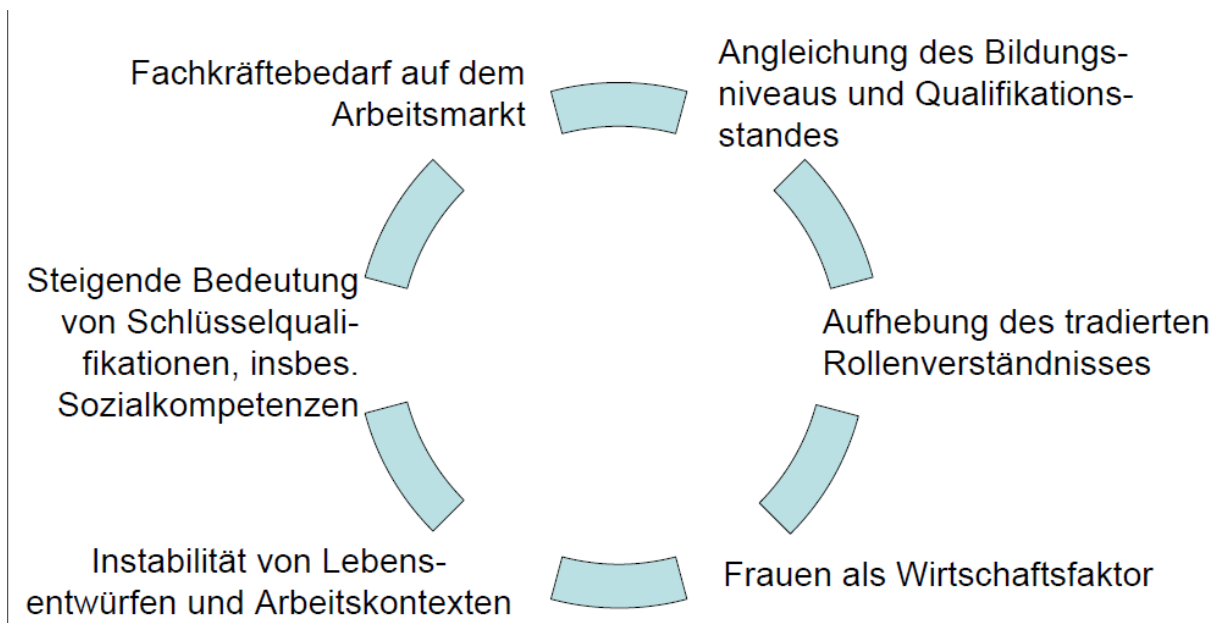 Fachkräftebedarf auf dem
Arbeitsmarkt
Angleichung des Bildungs-
niveaus und Qualifikations-
standes
Aufhebung des tradierten
Rollenverständnisses
Frauen als Wirtschaftsfaktor
Instabilität von Lebens-
entwürfen und Arbeitskontexten
Steigende Bedeutung
von Schlüsselquali-
fikationen, insbes.
Sozialkompetenzen